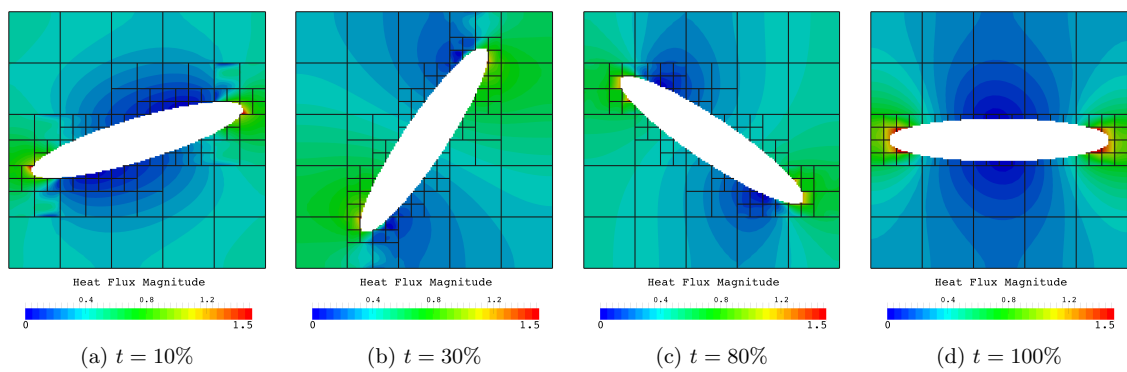 Heat Flux Magnitude
0.4 0.8 1.2
0 1.5
(a) t = 10%
Heat Flux Magnitude
0.4 0.8 1.2
0 1.5
(b) t = 30%
Heat Flux Magnitude
0.4 0.8 1.2
0 1.5
(c) t = 80%
Heat Flux Magnitude
0.4 0.8 1.2
0 1.5
(d) t = 100%